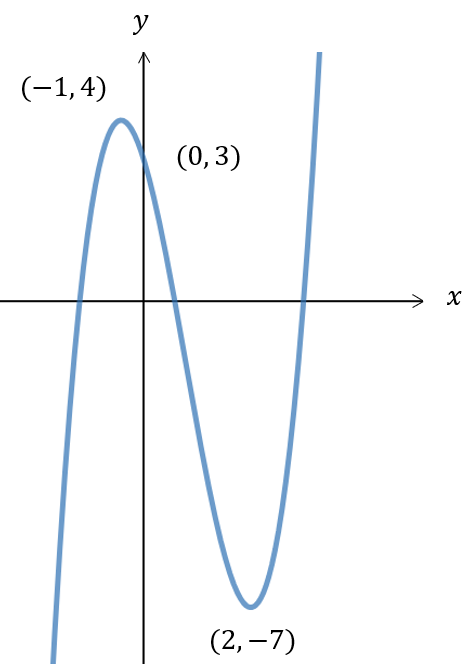 y
(−1, 4)
(0, 3)
x
(2, −7)